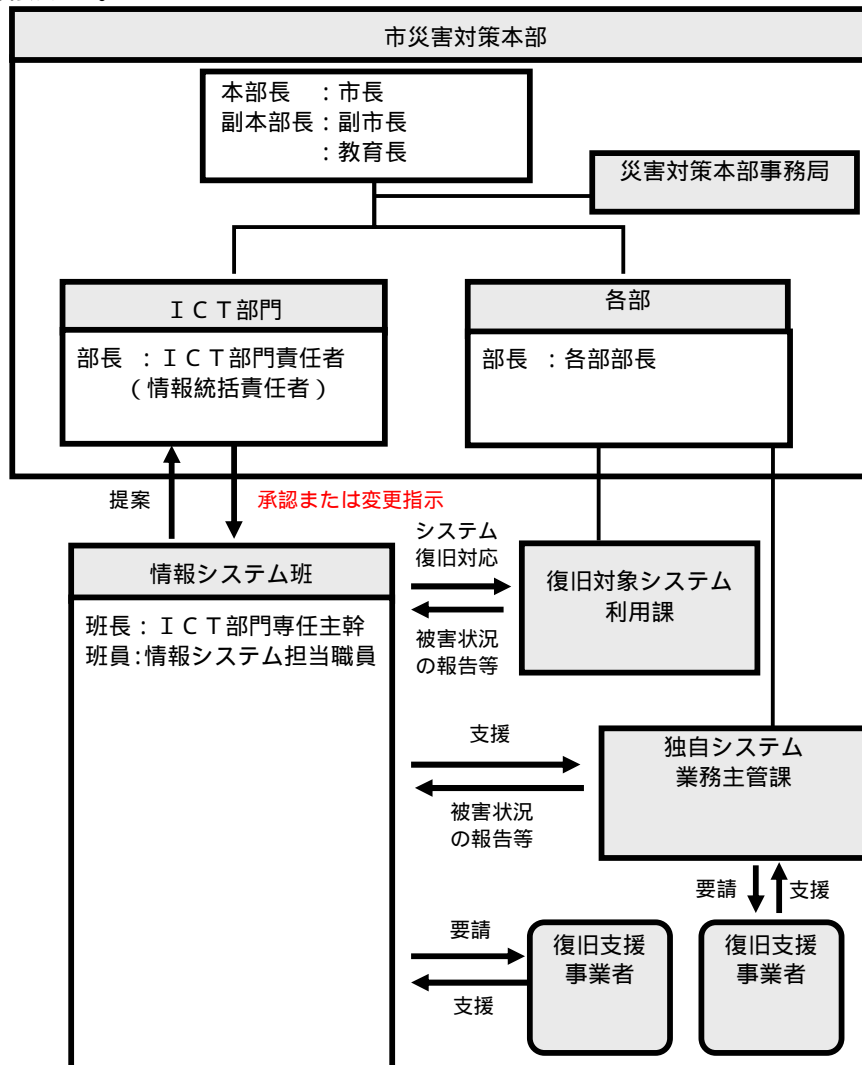 市災害対策本部
本部長　：市長
副本部長：副市長
：教育長
災害対策本部事務局
ＩＣＴ部門
部長　：ＩＣＴ部門責任者
（情報統括責任者）
各部
部長　：各部部長
提案
承認または変更指示
情報システム班
班長：ＩＣＴ部門専任主幹
班員：情報システム担当職員
システム
復旧対応
被害状況
の報告等
復旧対象システム
利用課
支援
被害状況
の報告等
独自システム
業務主管課
要請
支援
要請
支援
復旧支援
事業者
復旧支援
事業者